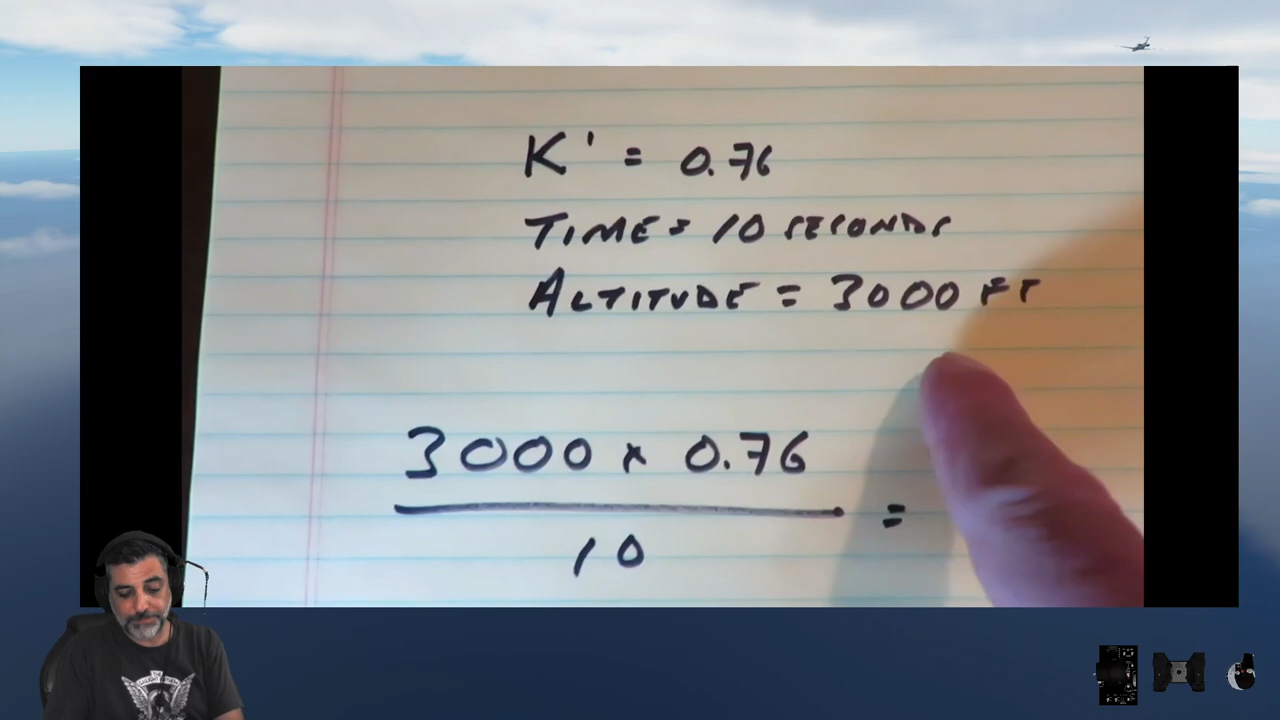 K' = 0.76
TIME = 10 SECONDS
ALTITUDE = 3000 FT
3000 x 0.76
=
10